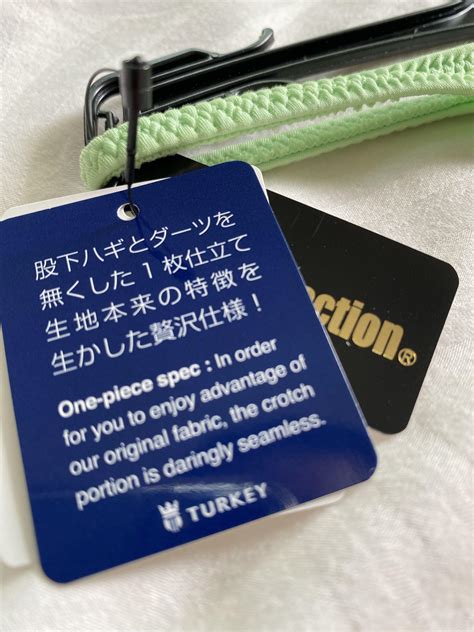 股下ハギとダーツを
無くした1枚仕立て
生地本来の特徴を
生かした贅沢仕様！
One-piece spec : In order
for you to enjoy advantage of
our original fabric, the crotch
portion is daringly seamless.
TURKEY
ction®